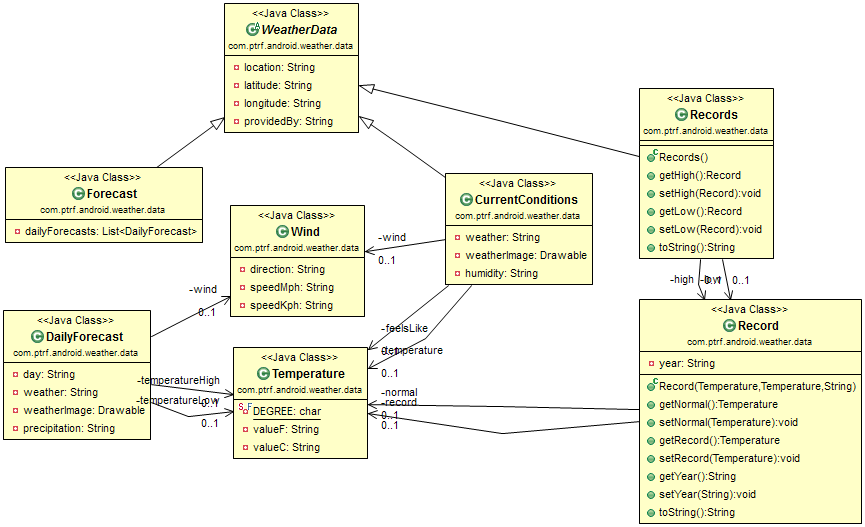 <<Java Class>>
WeatherData
com.ptrf.android.weather.data
location: String
latitude: String
longitude: String
providedBy: String
<<Java Class>>
Records
com.ptrf.android.weather.data
Records()
getHigh():Record
setHigh(Record):void
getLow():Record
setLow(Record):void
toString():String
<<Java Class>>
Forecast
com.ptrf.android.weather.data
dailyForecasts: List<DailyForecast>
<<Java Class>>
CurrentConditions
com.ptrf.android.weather.data
weather: String
weatherImage: Drawable
humidity: String
<<Java Class>>
Wind
com.ptrf.android.weather.data
direction: String
speedMph: String
speedKph: String
-wind
0..1
-wind
0..1
-high
0..1
-low
0..1
<<Java Class>>
DailyForecast
com.ptrf.android.weather.data
day: String
weather: String
weatherImage: Drawable
precipitation: String
-temperatureHigh
0..1
-temperatureLow
0..1
<<Java Class>>
Temperature
com.ptrf.android.weather.data
DEGREE: char
valueF: String
valueC: String
-feelsLike
0..1
-temperature
0..1
-normal
0..1
-record
0..1
<<Java Class>>
Record
com.ptrf.android.weather.data
year: String
Record(Temperature,Temperature,String)
getNormal():Temperature
setNormal(Temperature):void
getRecord():Temperature
setRecord(Temperature):void
getYear():String
setYear(String):void
toString():String